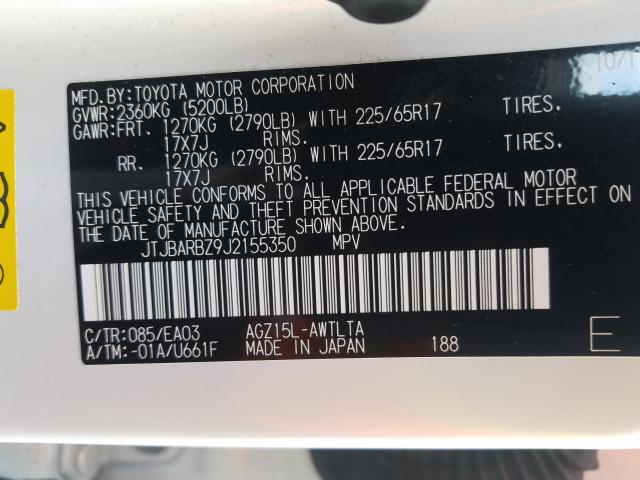 MFD.BY:TOYOTA MOTOR CORPORATION 10/1
GVWR:2360KG (5200LB)
GAWR:FRT. 1270KG (2790LB) WITH 225/65R17 TIRES.
17X7J RIMS.
RR. 1270KG (2790LB) WITH 225/65R17 TIRES.
17X7J RIMS.
THIS VEHICLE CONFORMS TO ALL APPLICABLE FEDERAL MOTOR
VEHICLE SAFETY AND THEFT PREVENTION STANDARDS IN EFFECT ON
THE DATE OF MANUFACTURE SHOWN ABOVE.
JTJBARBZ9J2155350 MPV
C/TR:085/EA03 AGZ15L-AWTLTA
A/TM:-01A/U661F MADE IN JAPAN 188 E